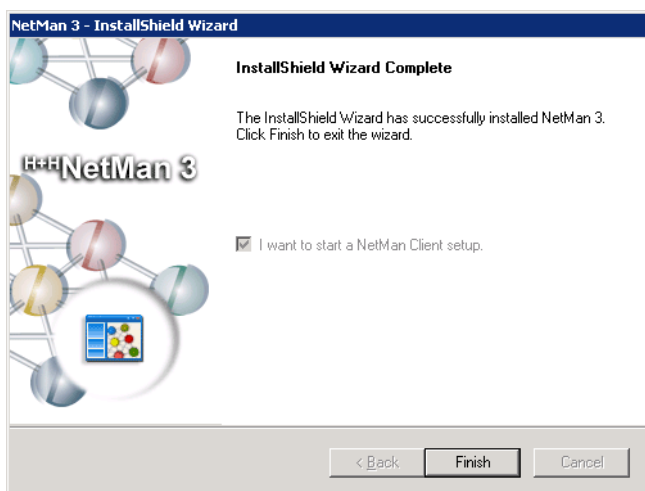 NetMan 3 - InstallShield Wizard
InstallShield Wizard Complete
The InstallShield Wizard has successfully installed NetMan 3.
Click Finish to exit the wizard.
H+HNetMan 3
I want to start a NetMan Client setup.
< Back
Finish
Cancel